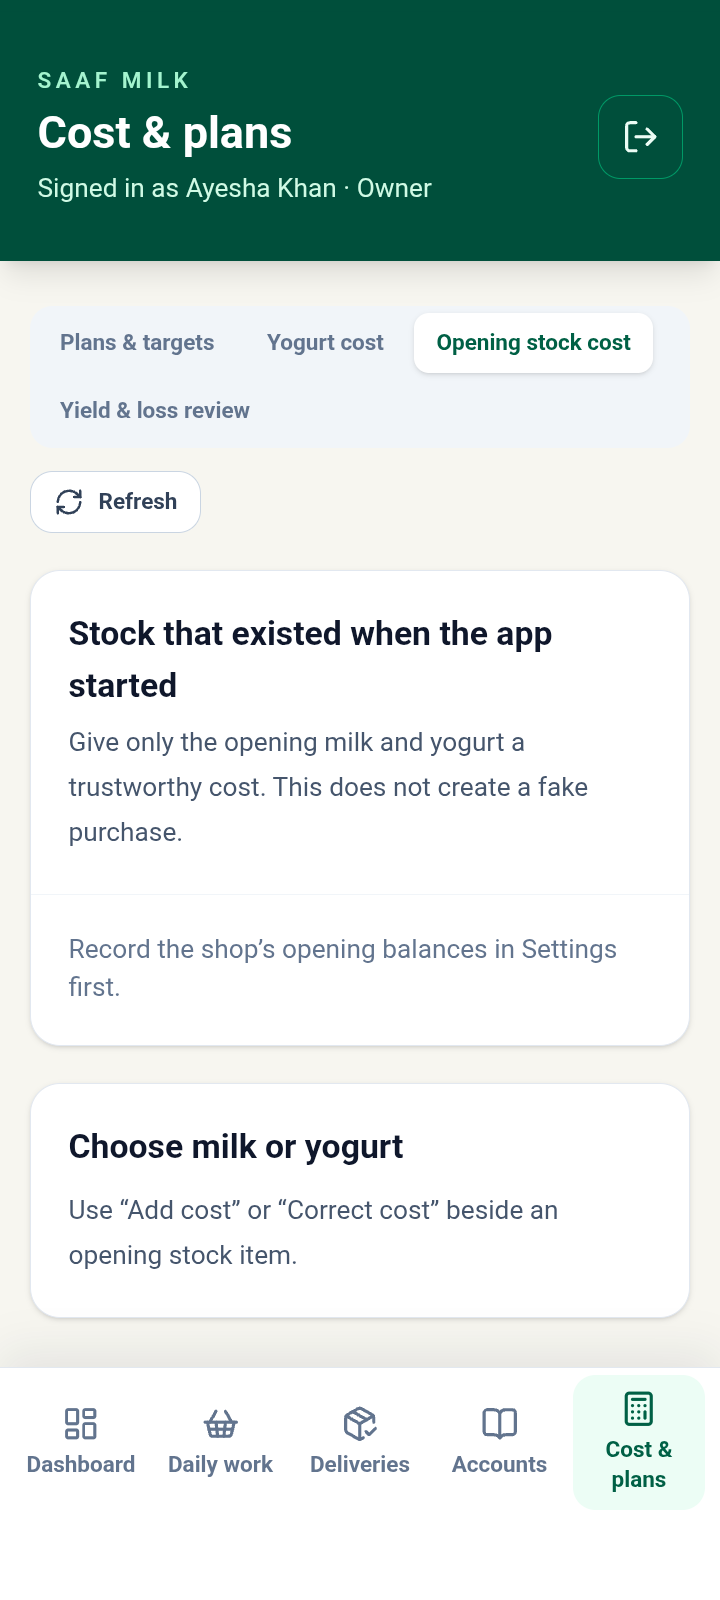 SAAF MILK
Cost & plans
Signed in as Ayesha Khan · Owner
Plans & targets
Yogurt cost
Opening stock cost
Yield & loss review
Refresh
Stock that existed when the app
started
Give only the opening milk and yogurt a
trustworthy cost. This does not create a fake
purchase.
Record the shop’s opening balances in Settings
first.
Choose milk or yogurt
Use “Add cost” or “Correct cost” beside an
opening stock item.
Dashboard
Daily work
Deliveries
Accounts
Cost &
plans